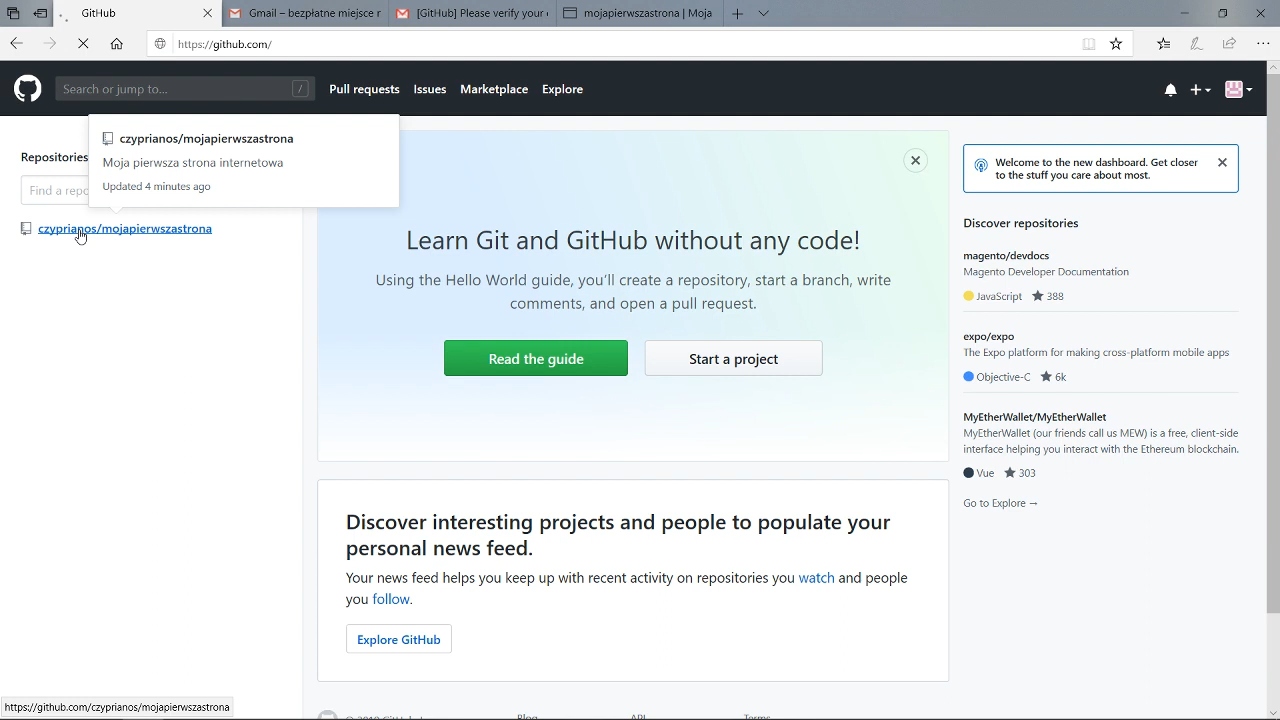 GitHub
Gmail – bezpłatne miejsce r
[GitHub] Please verify your
mojapierwszastrona | Moja
https://github.com/
Search or jump to...
/
Pull requests
Issues
Marketplace
Explore
czyprianos/mojapierwszastrona
Moja pierwsza strona internetowa
Updated 4 minutes ago
Repositories
Find a repo
czyprianos/mojapierwszastrona
Learn Git and GitHub without any code!
Using the Hello World guide, you'll create a repository, start a branch, write
comments, and open a pull request.
Read the guide
Start a project
Discover interesting projects and people to populate your
personal news feed.
Your news feed helps you keep up with recent activity on repositories you watch and people
you follow.
Explore GitHub
Welcome to the new dashboard. Get closer
to the stuff you care about most.
Discover repositories
magento/devdocs
Magento Developer Documentation
JavaScript 388
expo/expo
The Expo platform for making cross-platform mobile apps
Objective-C 6k
MyEtherWallet/MyEtherWallet
MyEtherWallet (our friends call us MEW) is a free, client-side
interface helping you interact with the Ethereum blockchain.
Vue 303
Go to Explore →
https://github.com/czyprianos/mojapierwszastrona
Blog
API
Terms